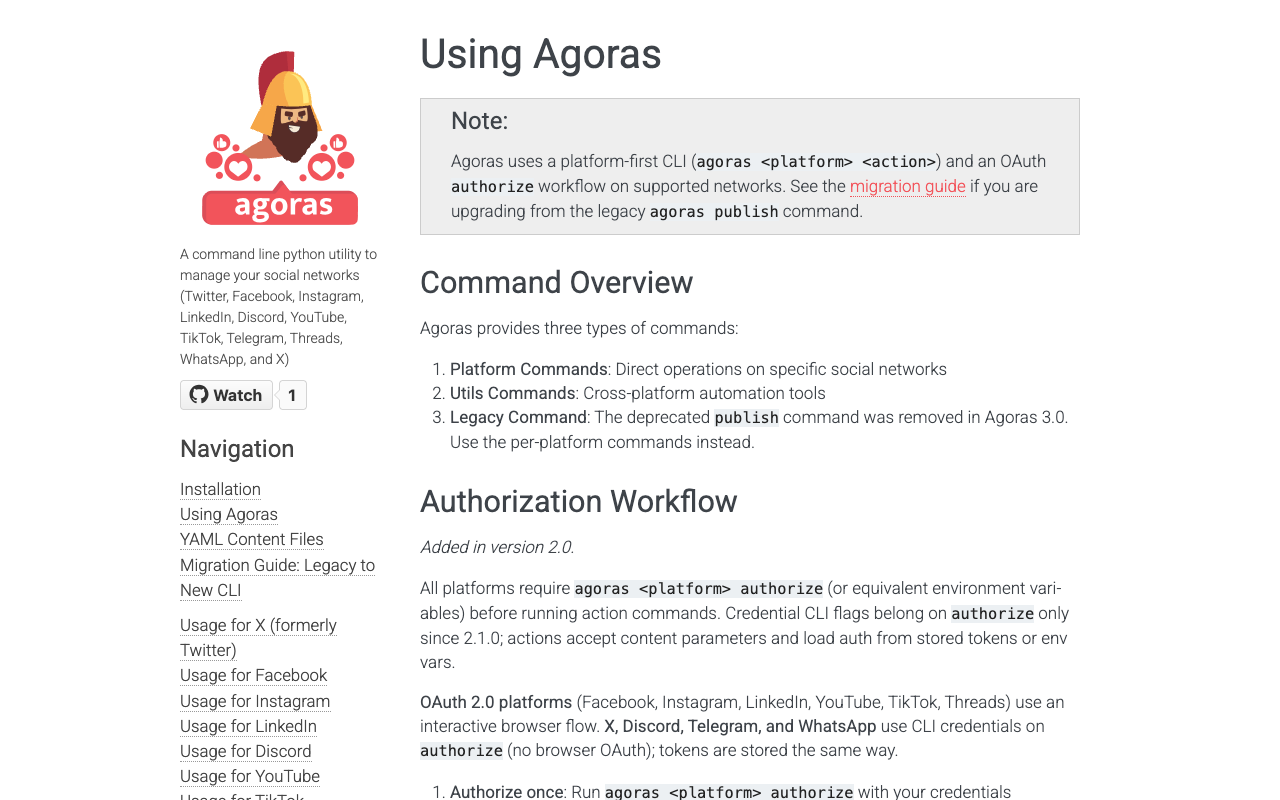 agoras
A command line python utility to
manage your social networks
(Twitter, Facebook, Instagram,
LinkedIn, Discord, YouTube,
TikTok, Telegram, Threads,
WhatsApp, and X)
Watch 1
Navigation
Installation
Using Agoras
YAML Content Files
Migration Guide: Legacy to
New CLI
Usage for X (formerly
Twitter)
Usage for Facebook
Usage for Instagram
Usage for LinkedIn
Usage for Discord
Usage for YouTube
Usage for TikTok
Using Agoras
Note:
Agoras uses a platform-first CLI (agoras <platform> <action>) and an OAuth
authorize workflow on supported networks. See the migration guide if you are
upgrading from the legacy agoras publish command.
Command Overview
Agoras provides three types of commands:
1. Platform Commands: Direct operations on specific social networks
2. Utils Commands: Cross-platform automation tools
3. Legacy Command: The deprecated publish command was removed in Agoras 3.0.
Use the per-platform commands instead.
Authorization Workflow
Added in version 2.0.
All platforms require agoras <platform> authorize (or equivalent environment vari-
ables) before running action commands. Credential CLI flags belong on authorize only
since 2.1.0; actions accept content parameters and load auth from stored tokens or env
vars.
OAuth 2.0 platforms (Facebook, Instagram, LinkedIn, YouTube, TikTok, Threads) use an
interactive browser flow. X, Discord, Telegram, and WhatsApp use CLI credentials on
authorize (no browser OAuth); tokens are stored the same way.
1. Authorize once: Run agoras <platform> authorize with your credentials